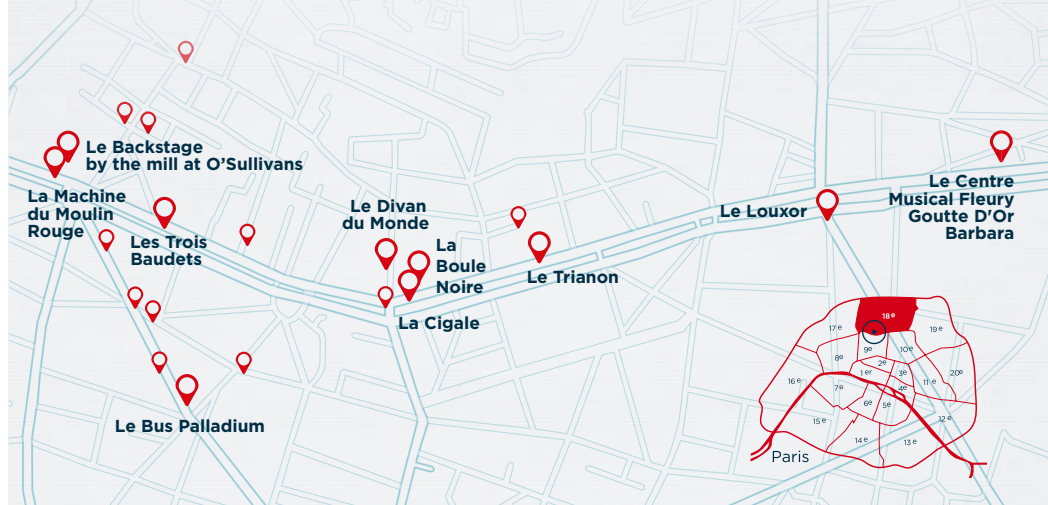 Le Backstage
by the mill at O’Sullivans
La Machine
du Moulin
Rouge
Les Trois
Baudets
Le Divan
du Monde
La
Boule
Noire
La Cigale
Le Trianon
Le Louxor
Le Centre
Musical Fleury
Goutte D'Or
Barbara
Le Bus Palladium
18e
17e
19e
9e
10e
8e
2e
1er
3e
20e
16e
7e
4e
11e
6e
5e
15e
12e
14e
13e
Paris